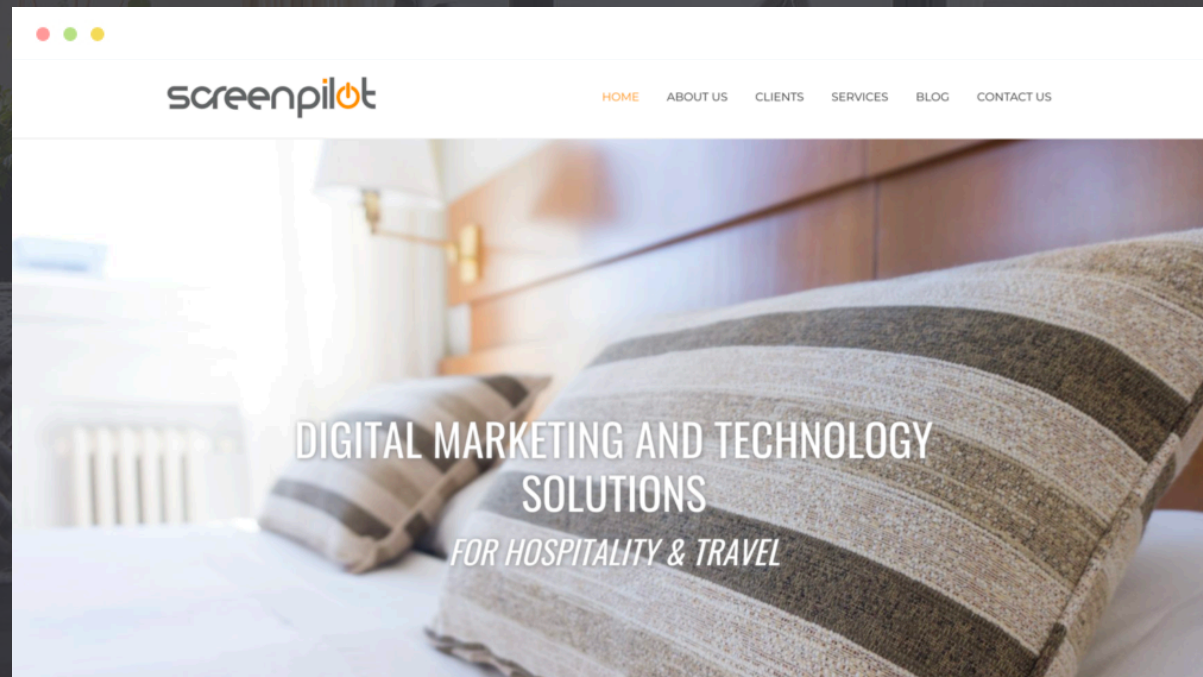 screenpilot
HOME ABOUT US CLIENTS SERVICES BLOG CONTACT US
DIGITAL MARKETING AND TECHNOLOGY
SOLUTIONS
FOR HOSPITALITY & TRAVEL